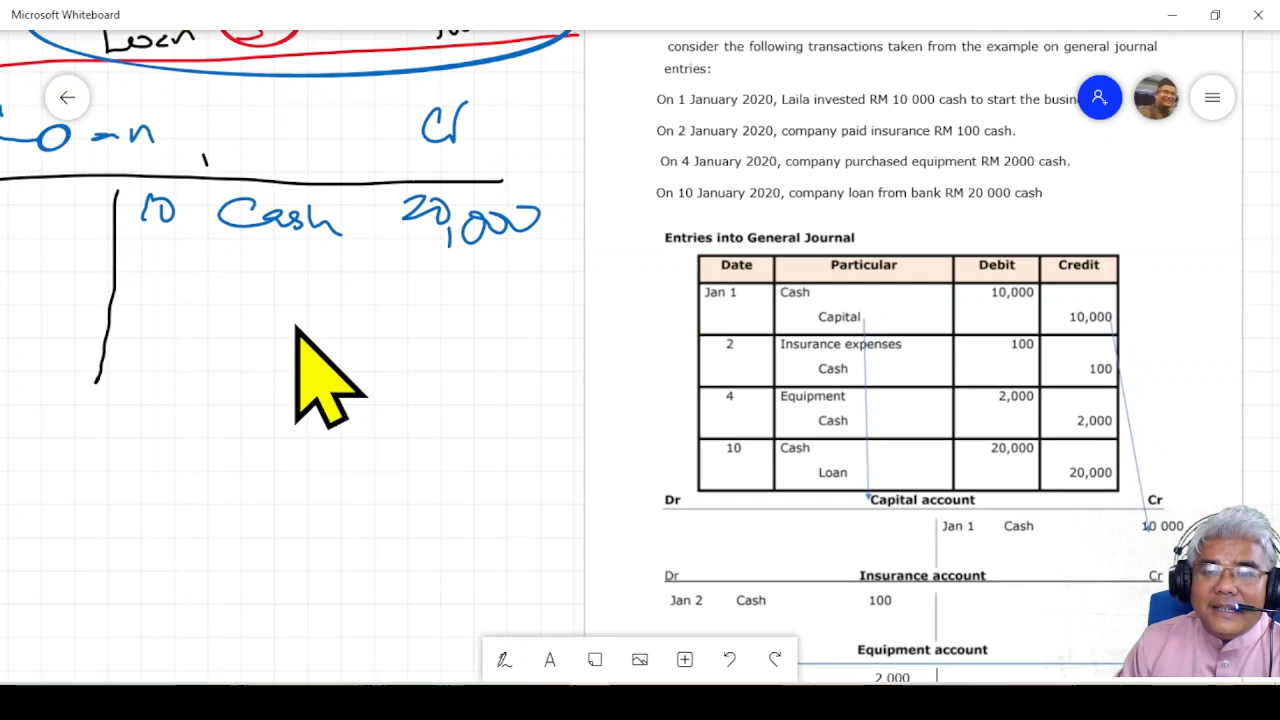 Microsoft Whiteboard
Loan
Loan
Cr
10 Cash 20,000
consider the following transactions taken from the example on general journal
entries:
On 1 January 2020, Laila invested RM 10 000 cash to start the busin
On 2 January 2020, company paid insurance RM 100 cash.
On 4 January 2020, company purchased equipment RM 2000 cash.
On 10 January 2020, company loan from bank RM 20 000 cash
Entries into General Journal
Date Particular Debit Credit
Jan 1 Cash 10,000
Capital 10,000
2 Insurance expenses 100
Cash 100
4 Equipment 2,000
Cash 2,000
10 Cash 20,000
Loan 20,000
Dr Capital account Cr
Jan 1 Cash 10 000
Dr Insurance account Cr
Jan 2 Cash 100
Equipment account
2 000